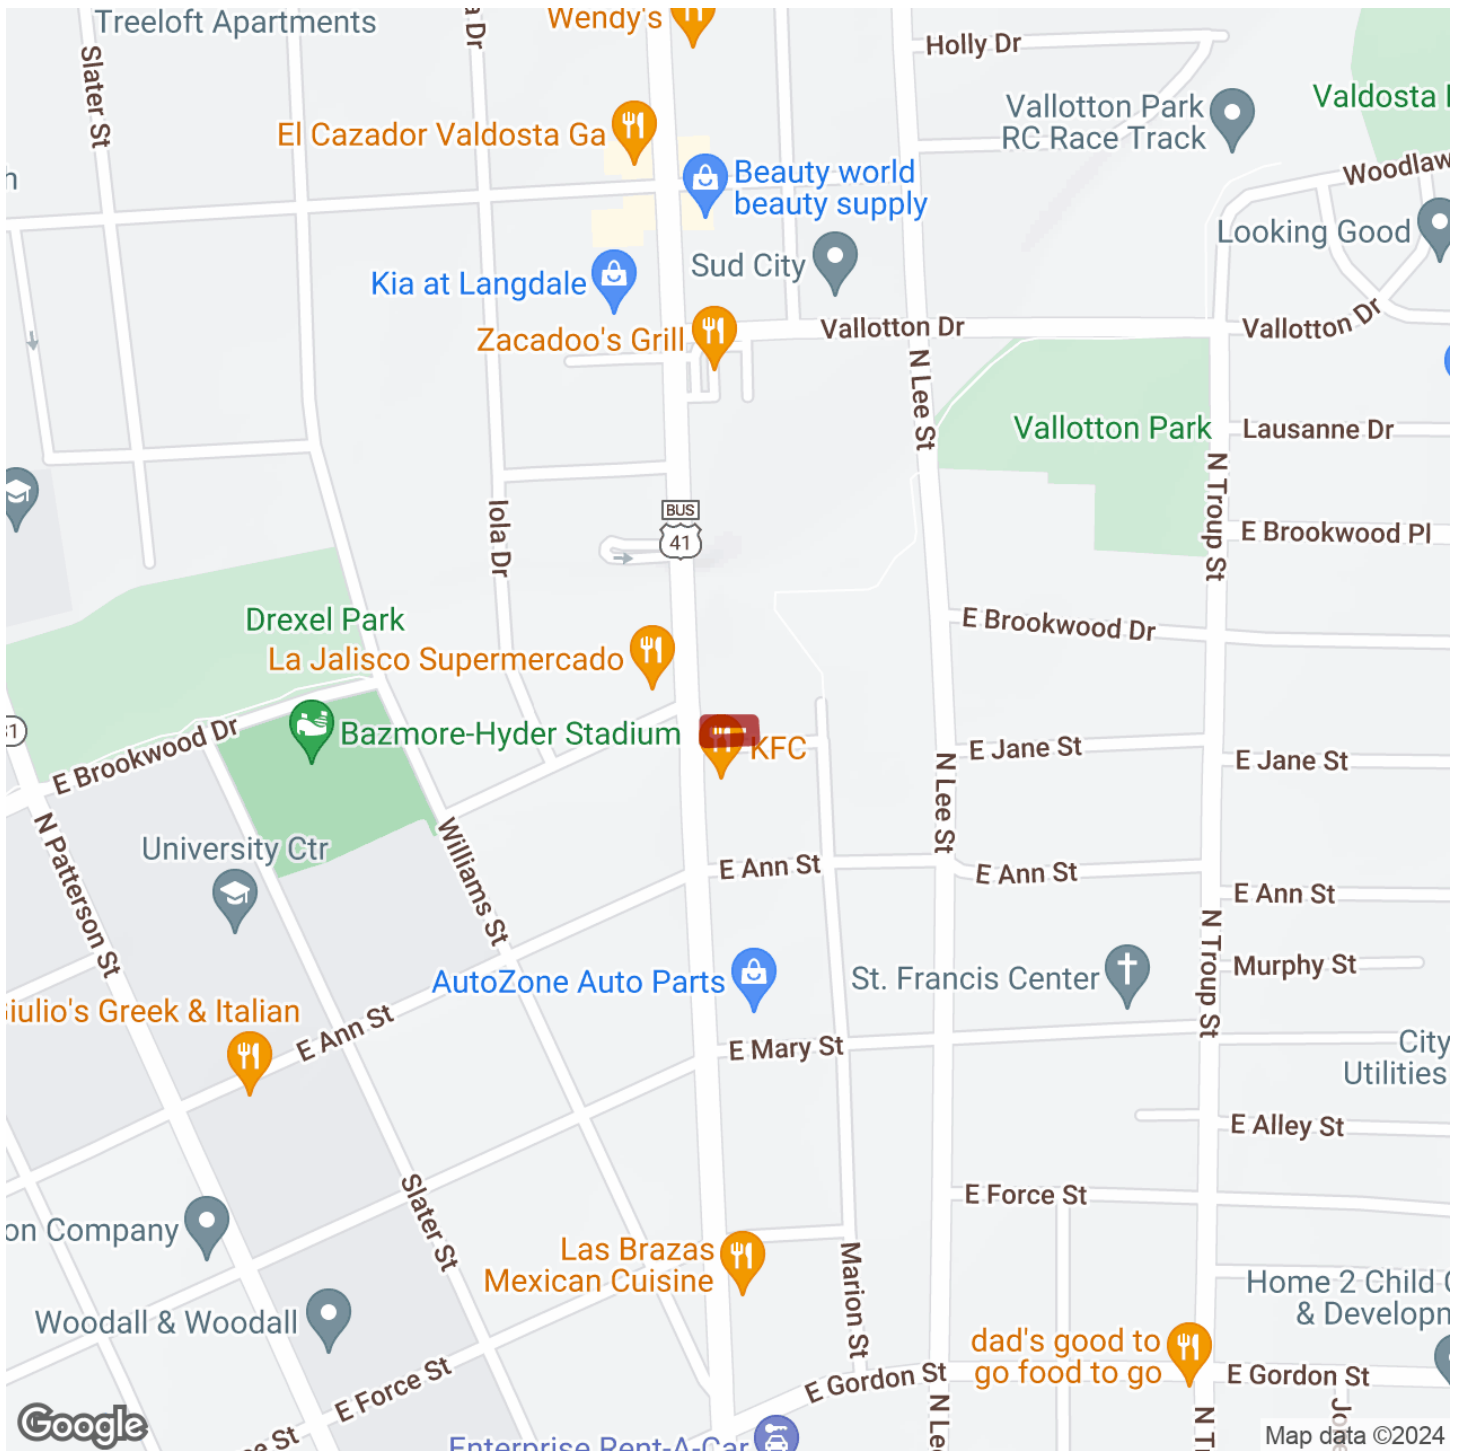 Treeloft Apartments
Wendy's
Slater St
Holly Dr
Vallotton Park
RC Race Track
El Cazador Valdosta Ga
Beauty world
beauty supply
Woodlaw
Looking Good
Sud City
Kia at Langdale
Zacadoo's Grill
Vallotton Dr
Vallotton Dr
N Lee St
Vallotton Park
Lausanne Dr
N Troup St
Iola Dr
BUS
41
E Brookwood Pl
Drexel Park
E Brookwood Dr
La Jalisco Supermercado
Bazmore-Hyder Stadium
KFC
E Brookwood Dr
E Jane St
E Jane St
N Lee St
N Patterson St
University Ctr
Williams St
E Ann St
E Ann St
E Ann St
AutoZone Auto Parts
St. Francis Center
N Troup St
Murphy St
iulio's Greek & Italian
E Ann St
E Mary St
City
Utilities
E Alley St
E Force St
on Company
Slater St
Las Brazas
Mexican Cuisine
Marion St
Home 2 Child
& Developm
Woodall & Woodall
dad's good to
go food to go
E Force St
E Gordon St
E Gordon St
Google
Enterprise Rent-A-Car
Map data ©2024